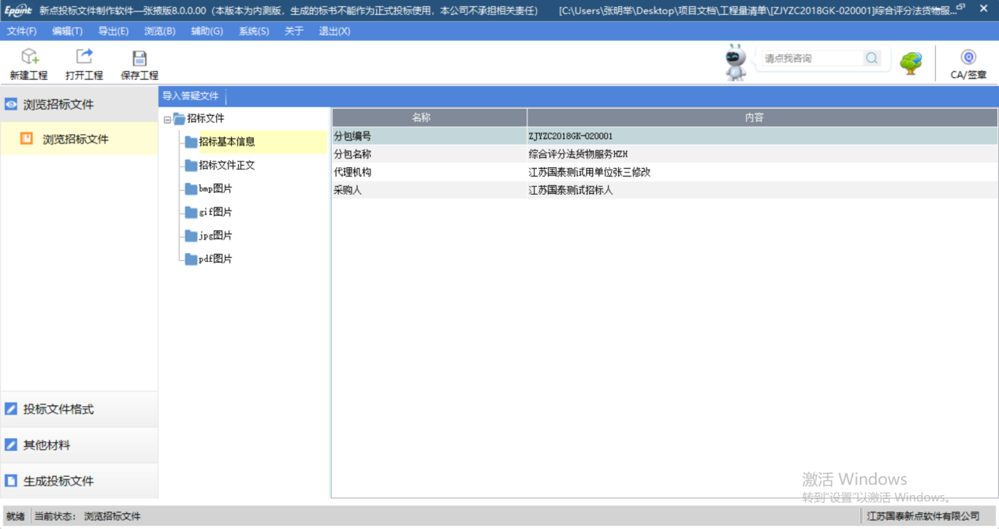 Epoint 新点投标文件制作软件—张掖版8.0.0.00（本版本为内测版，生成的标书不能作为正式投标使用，本公司不承担相关责任） [C:\Users\张明举\Desktop\项目文档\工程量清单\[ZJYZC2018GK-020001]综合评分法货物服...
文件(F) 编辑(T) 导出(E) 浏览(B) 辅助(G) 系统(S) 关于 退出(X)
新建工程 打开工程 保存工程 请点我咨询 CA/签章
浏览招标文件
浏览招标文件
投标文件格式
其他材料
生成投标文件
导入答疑文件
招标文件
招标基本信息
招标文件正文
bmp图片
gif图片
jpg图片
pdf图片
名称 内容
分包编号 ZJYZC2018GK-020001
分包名称 综合评分法货物服务HZH
代理机构 江苏国泰测试用单位张三修改
采购人 江苏国泰测试招标人
激活 Windows
转到"设置"以激活 Windows。
就绪 当前状态： 浏览招标文件 江苏国泰新点软件有限公司